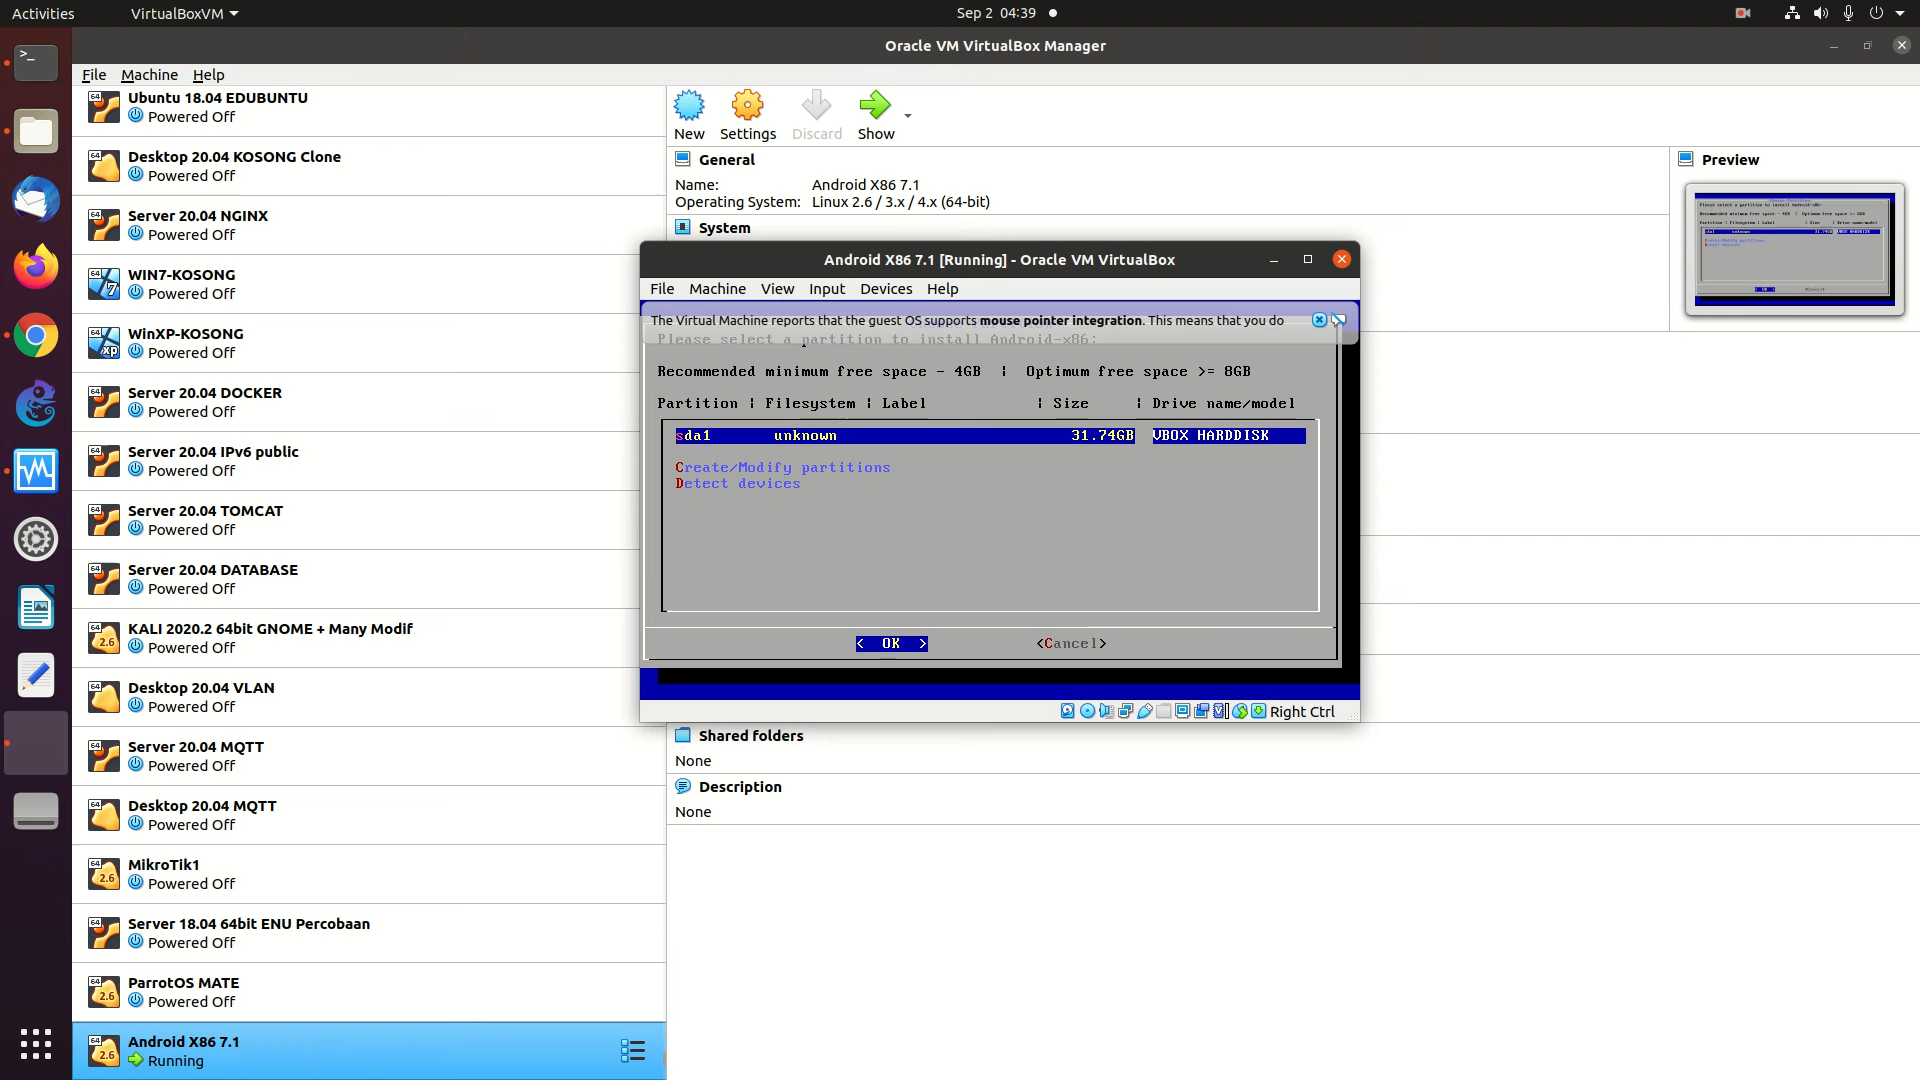 Activities
VirtualBoxVM
Sep 2 04:39
Oracle VM VirtualBox Manager
File Machine Help
Ubuntu 18.04 EDUBUNTU
Powered Off
Desktop 20.04 KOSONG Clone
Powered Off
Server 20.04 NGINX
Powered Off
WIN7-KOSONG
Powered Off
WinXP-KOSONG
Powered Off
Server 20.04 DOCKER
Powered Off
Server 20.04 IPv6 public
Powered Off
Server 20.04 TOMCAT
Powered Off
Server 20.04 DATABASE
Powered Off
KALI 2020.2 64bit GNOME + Many Modif
Powered Off
Desktop 20.04 VLAN
Powered Off
Server 20.04 MQTT
Powered Off
Desktop 20.04 MQTT
Powered Off
MikroTik1
Powered Off
Server 18.04 64bit ENU Percobaan
Powered Off
ParrotOS MATE
Powered Off
Android X86 7.1
Running
New Settings Discard Show
General
Name: Android X86 7.1
Operating System: Linux 2.6 / 3.x / 4.x (64-bit)
System
Preview
Android X86 7.1 [Running] - Oracle VM VirtualBox
File Machine View Input Devices Help
The Virtual Machine reports that the guest OS supports mouse pointer integration. This means that you do
Please select a partition to install Android-x86:
Recommended minimum free space - 4GB | Optimum free space >= 8GB
Partition | Filesystem | Label | Size | Drive name/model
sda1 unknown 31.74GB VBOX HARDDISK
Create/Modify partitions
Detect devices
< OK > <Cancel>
Right Ctrl
Shared folders
None
Description
None